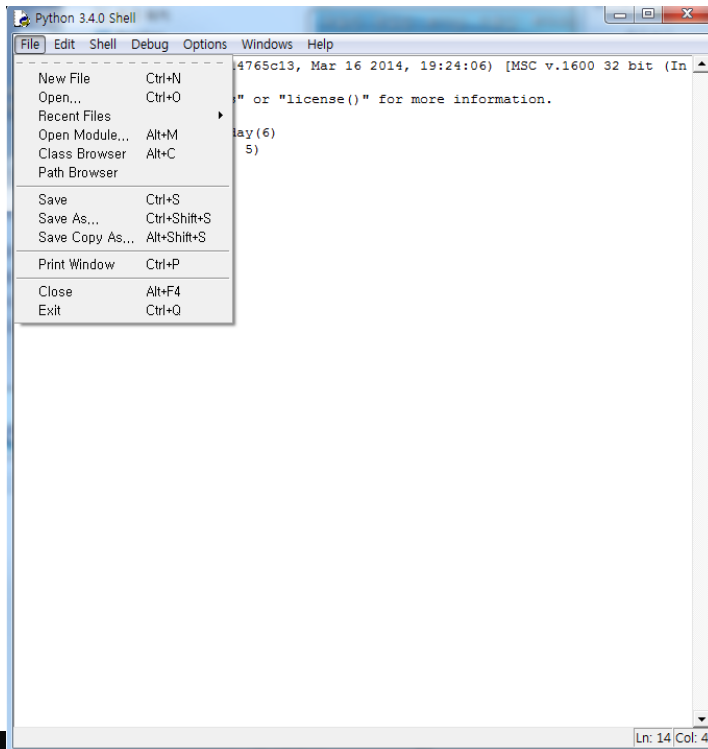 Python 3.4.0 Shell
File Edit Shell Debug Options Windows Help
4765c13, Mar 16 2014, 19:24:06) [MSC v.1600 32 bit (In
New File Ctrl+N
Open... Ctrl+O
" or "license()" for more information.
Recent Files
Open Module... Alt+M
day(6)
Class Browser Alt+C
5)
Path Browser
Save Ctrl+S
Save As... Ctrl+Shift+S
Save Copy As... Alt+Shift+S
Print Window Ctrl+P
Close Alt+F4
Exit Ctrl+Q
Ln: 14 Col: 4